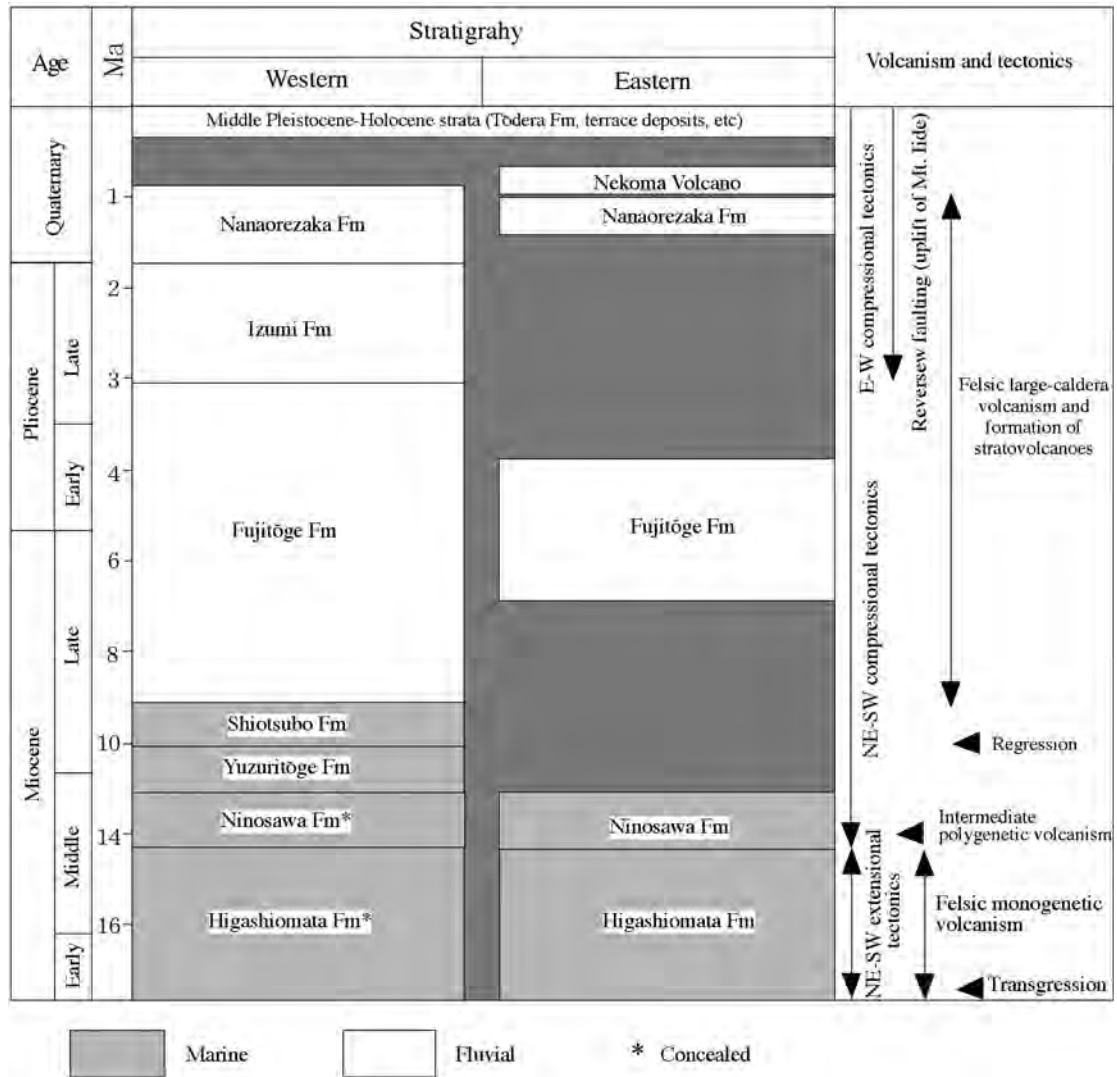 Stratigrahy
Age
Ma
Western
Eastern
Volcanism and tectonics
Middle Pleistocene-Holocene strata (Tōdera Fm, terrace deposits, etc)
Quaternary
Pliocene
Late
Early
Miocene
Late
Middle
Early
1
2
3
4
6
8
10
14
16
Nanaorezaka Fm
Izumi Fm
Fujitōge Fm
Shiotsubo Fm
Yuzuritōge Fm
Ninosawa Fm*
Higashiomata Fm*
Nekoma Volcano
Nanaorezaka Fm
Fujitōge Fm
Ninosawa Fm
Higashiomata Fm
E-W compressional tectonics
NE-SW compressional tectonics
NE-SW extensional
tectonics
Reversew faulting (uplift of Mt. Iide)
Felsic large-caldera
volcanism and
formation of
stratovolcanoes
Regression
Intermediate
polygenetic volcanism
Felsic monogenetic
volcanism
Transgression
Marine
Fluvial
* Concealed